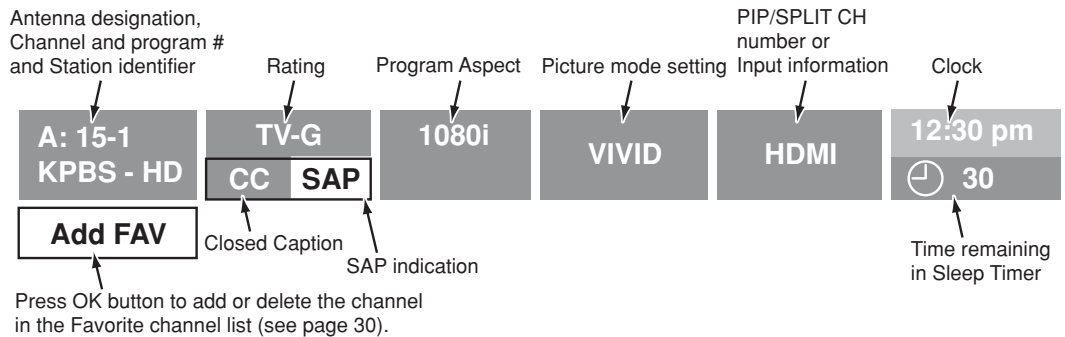 Antenna designation,
Channel and program #
and Station identifier
Rating
Program Aspect
Picture mode setting
PIP/SPLIT CH
number or
Input information
Clock
A: 15-1
KPBS - HD
TV-G
CC
SAP
1080i
VIVID
HDMI
12:30 pm
30
Add FAV
Closed Caption
SAP indication
Time remaining
in Sleep Timer
Press OK button to add or delete the channel
in the Favorite channel list (see page 30).